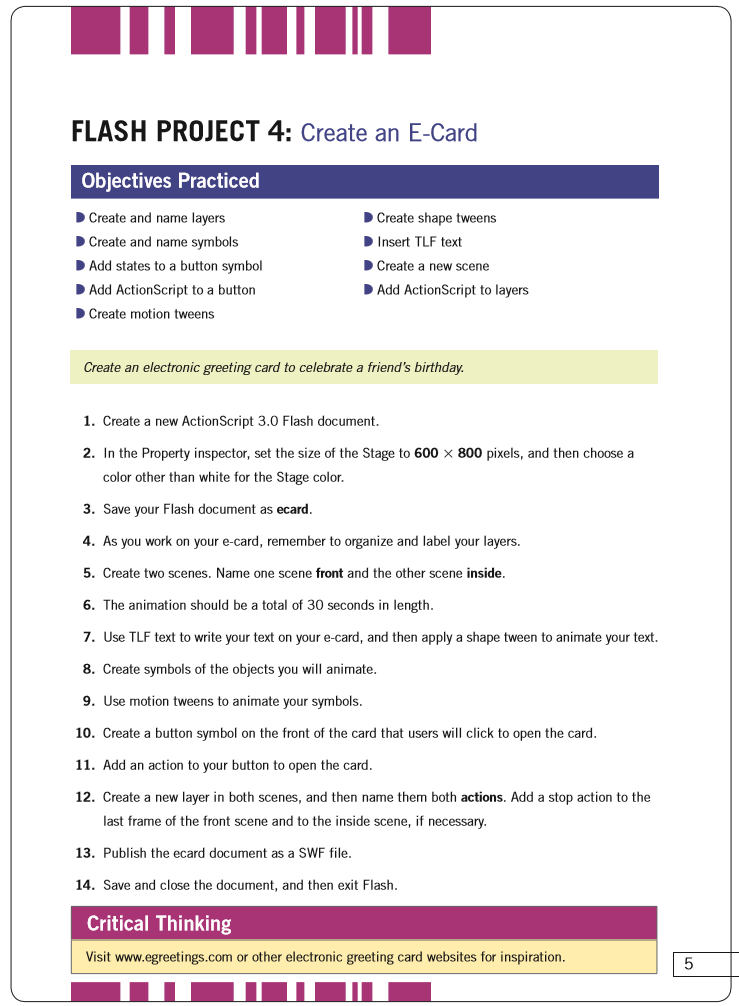 FLASH PROJECT 4: Create an E-Card
Objectives Practiced
Create and name layers
Create and name symbols
Add states to a button symbol
Add ActionScript to a button
Create motion tweens
Create shape tweens
Insert TLF text
Create a new scene
Add ActionScript to layers
Create an electronic greeting card to celebrate a friend's birthday.
1. Create a new ActionScript 3.0 Flash document.
2. In the Property inspector, set the size of the Stage to 600 × 800 pixels, and then choose a
color other than white for the Stage color.
3. Save your Flash document as ecard.
4. As you work on your e-card, remember to organize and label your layers.
5. Create two scenes. Name one scene front and the other scene inside.
6. The animation should be a total of 30 seconds in length.
7. Use TLF text to write your text on your e-card, and then apply a shape tween to animate your text.
8. Create symbols of the objects you will animate.
9. Use motion tweens to animate your symbols.
10. Create a button symbol on the front of the card that users will click to open the card.
11. Add an action to your button to open the card.
12. Create a new layer in both scenes, and then name them both actions. Add a stop action to the
last frame of the front scene and to the inside scene, if necessary.
13. Publish the ecard document as a SWF file.
14. Save and close the document, and then exit Flash.
Critical Thinking
Visit www.egreetings.com or other electronic greeting card websites for inspiration.
5